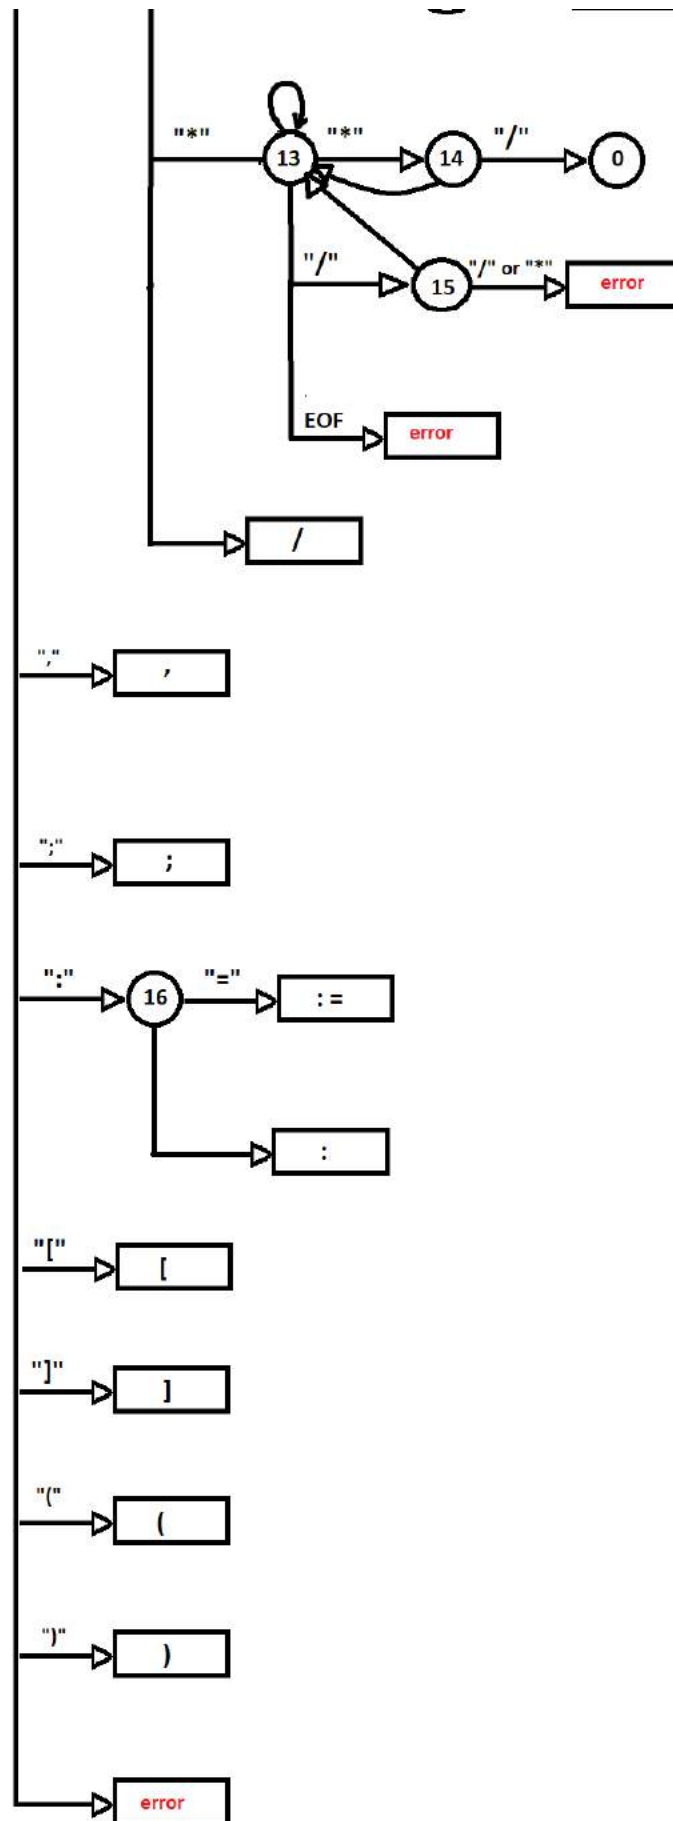 "*" 13 "*" 14 "/" 0
"/" 15 "/" or "*" error
EOF error
/
"," ,
";" ;
":" 16 "=" :=
:
"[" [
"]" ]
"(" (
")" )
error